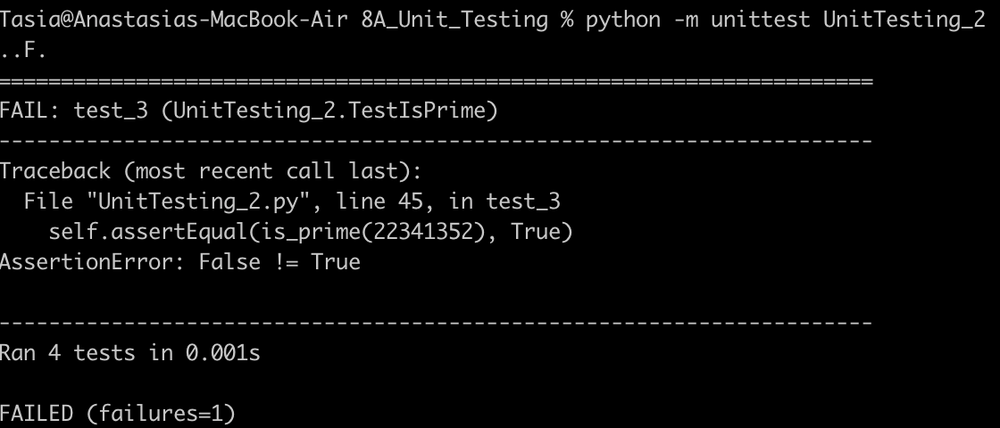 Tasia@Anastasias-MacBook-Air 8A_Unit_Testing % python -m unittest UnitTesting_2
..F.
======================================================================
FAIL: test_3 (UnitTesting_2.TestIsPrime)
----------------------------------------------------------------------
Traceback (most recent call last):
  File "UnitTesting_2.py", line 45, in test_3
    self.assertEqual(is_prime(22341352), True)
AssertionError: False != True

----------------------------------------------------------------------
Ran 4 tests in 0.001s

FAILED (failures=1)